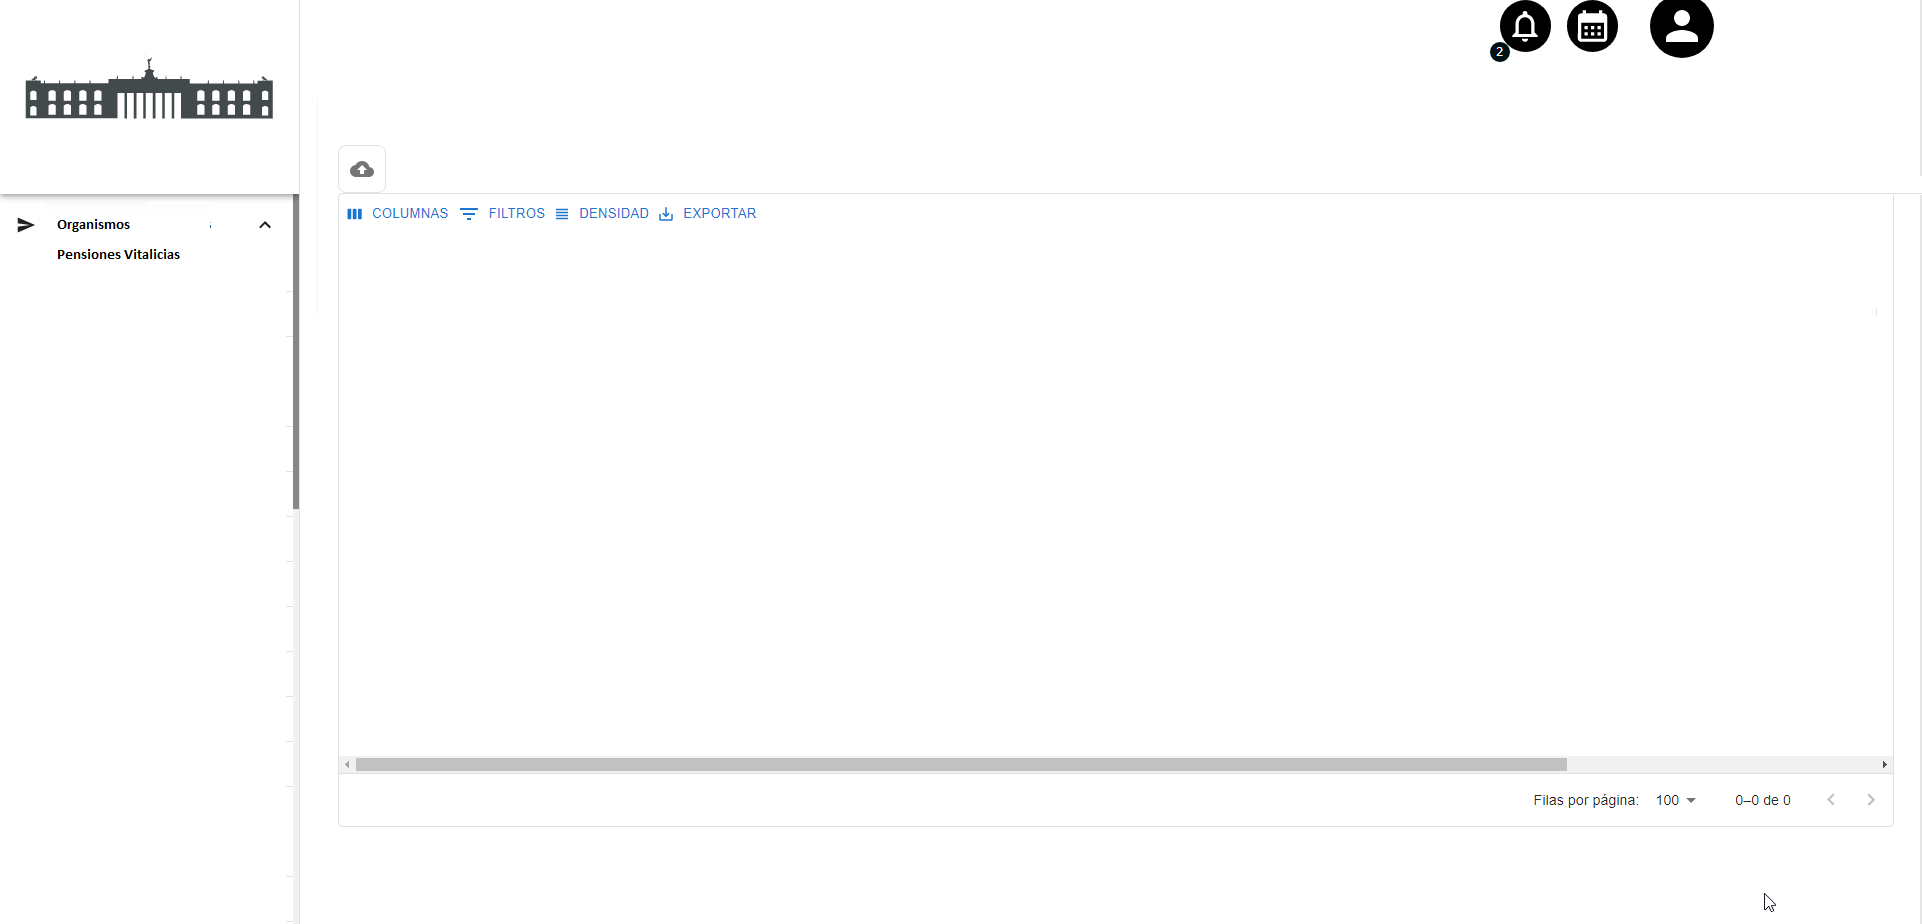 2
Organismos
Pensiones Vitalicias
COLUMNAS FILTROS DENSIDAD EXPORTAR
Filas por página: 100 0–0 de 0